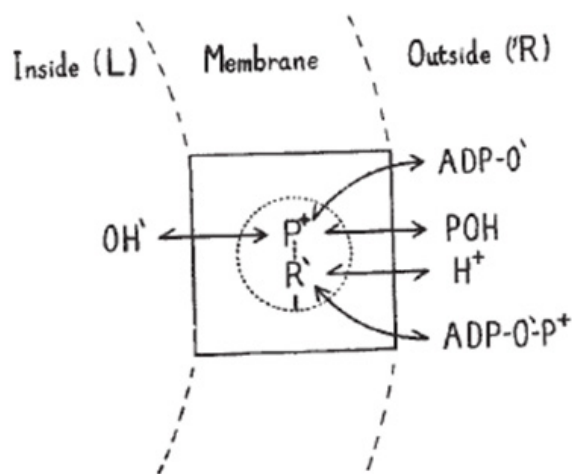 Inside (L) Membrane Outside ('R)
ADP-O`
OH` P⁺ POH
R` H⁺
ADP-O`-P⁺